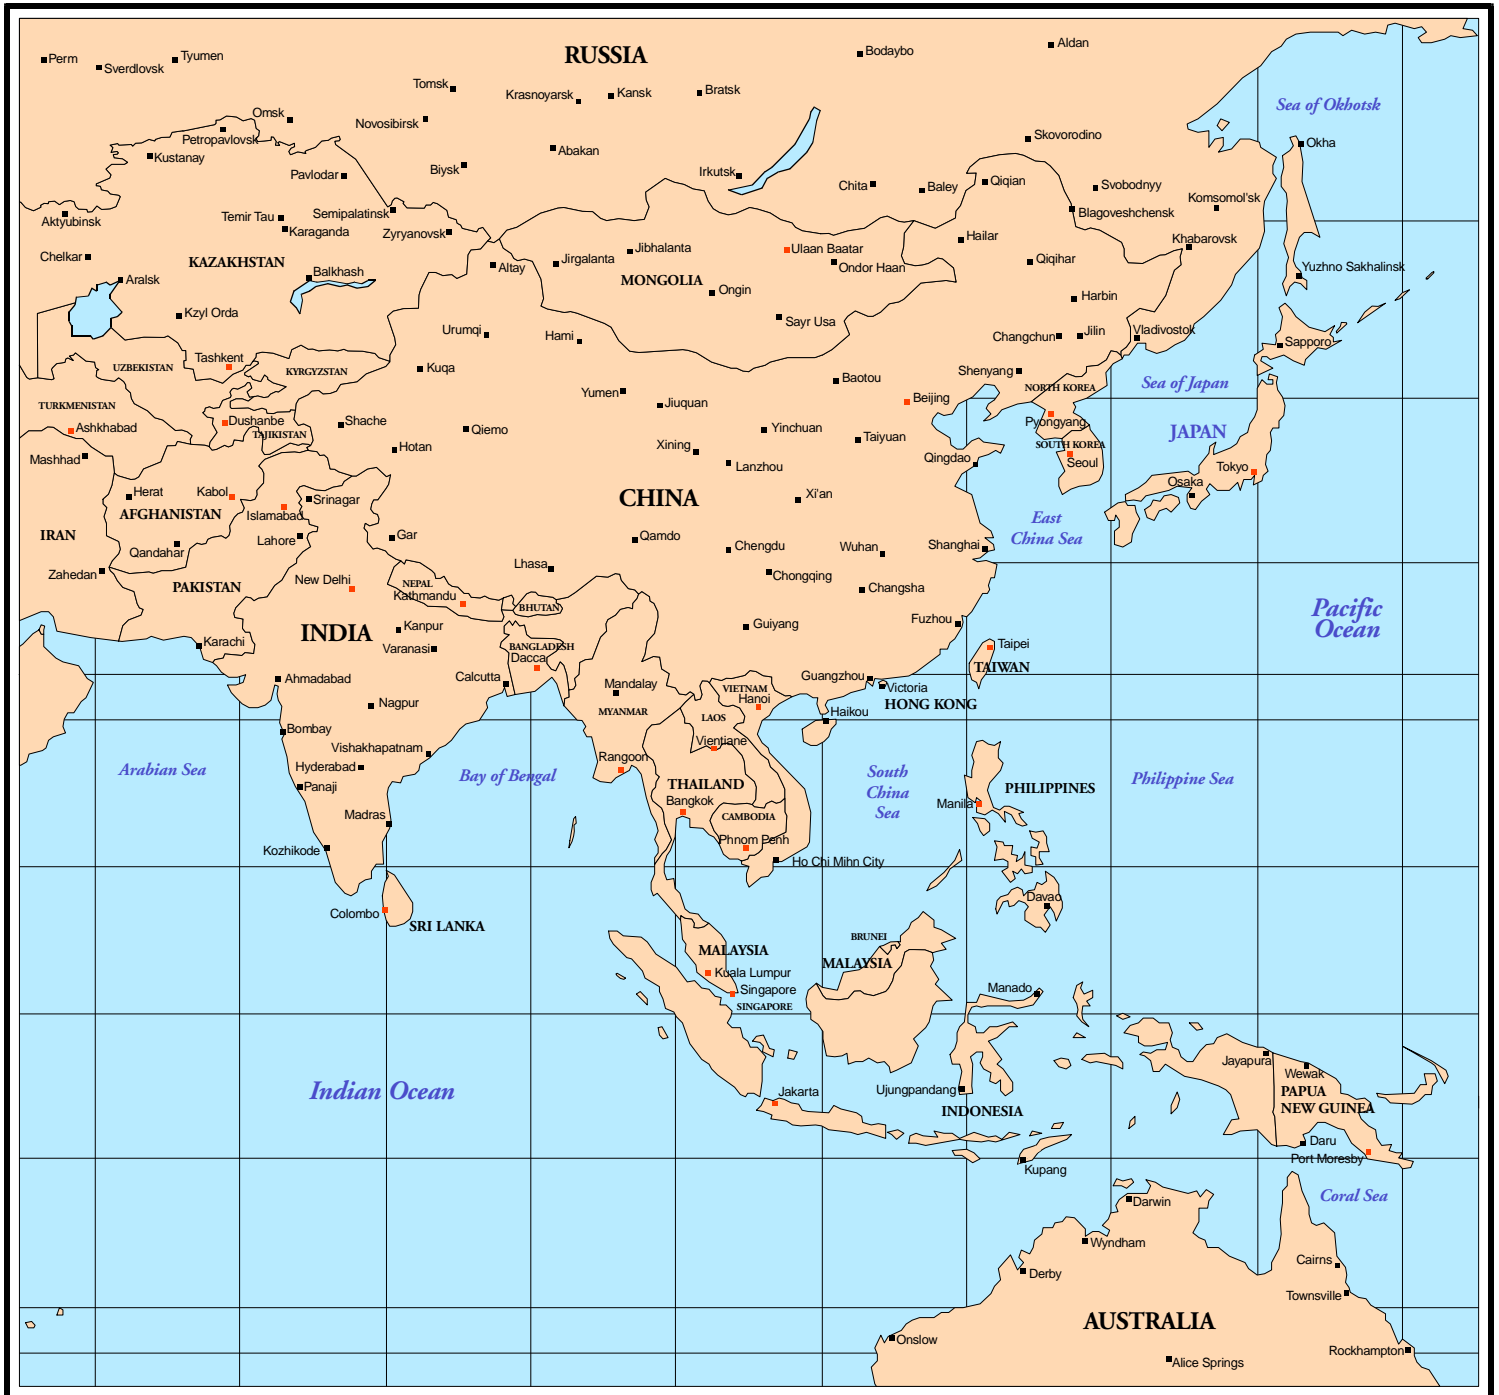 RUSSIA
Perm
Sverdlovsk
Tyumen
Bodaybo
Aldan
Tomsk
Krasnoyarsk
Kansk
Bratsk
Sea of Okhotsk
Omsk
Novosibirsk
Petropavlovsk
Kustanay
Skovorodino
Okha
Abakan
Biysk
Pavlodar
Irkutsk
Chita
Baley
Qiqian
Svobodnyy
Komsomol'sk
Aktyubinsk
Temir Tau
Karaganda
Semipalatinsk
Zyryanovsk
Blagoveshchensk
Khabarovsk
Hailar
Chelkar
KAZAKHSTAN
Balkhash
Aralsk
Altay
Jirgalanta
Jibhalanta
Ulaan Baatar
Ondor Haan
Qiqihar
Yuzhno Sakhalinsk
MONGOLIA
Ongin
Harbin
Kzyl Orda
Urumqi
Hami
Sayr Usa
Changchun
Jilin
Vladivostok
Sapporo
Tashkent
UZBEKISTAN
KYRGYZSTAN
Kuqa
Baotou
Shenyang
Sea of Japan
NORTH KOREA
Yumen
Jiuquan
Beijing
TURKMENISTAN
Ashkhabad
Dushanbe
TAJIKISTAN
Shache
Qiemo
Yinchuan
Taiyuan
Pyongyang
JAPAN
Mashhad
Hotan
Xining
Lanzhou
Qingdao
SOUTH KOREA
Seoul
Tokyo
Osaka
Herat
Kabol
Srinagar
CHINA
Xi'an
AFGHANISTAN
Islamabad
East
China Sea
IRAN
Qandahar
Lahore
Gar
Qamdo
Chengdu
Wuhan
Shanghai
Zahedan
PAKISTAN
New Delhi
NEPAL
Kathmandu
Lhasa
Chongqing
Changsha
BHUTAN
Pacific
Ocean
INDIA
Kanpur
Varanasi
Guiyang
Fuzhou
Karachi
BANGLADESH
Dacca
Taipei
TAIWAN
Ahmadabad
Calcutta
Mandalay
VIETNAM
Hanoi
Guangzhou
Victoria
HONG KONG
Nagpur
MYANMAR
LAOS
Haikou
Bombay
Vishakhapatnam
Vientiane
Arabian Sea
Hyderabad
Bay of Bengal
Rangoon
South
China
Sea
Philippine Sea
Panaji
THAILAND
PHILIPPINES
Bangkok
Manila
Madras
CAMBODIA
Kozhikode
Phnom Penh
Ho Chi Mihn City
Davao
Colombo
SRI LANKA
BRUNEI
MALAYSIA
MALAYSIA
Kuala Lumpur
Singapore
SINGAPORE
Manado
Jayapura
Wewak
Indian Ocean
Jakarta
Ujungpandang
INDONESIA
PAPUA
NEW GUINEA
Daru
Port Moresby
Kupang
Coral Sea
Darwin
Wyndham
Derby
Cairns
Townsville
AUSTRALIA
Onslow
Alice Springs
Rockhampton